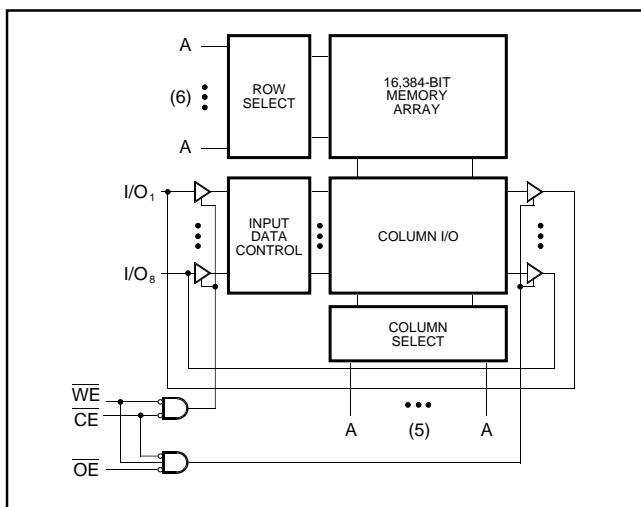 A
(6)
A
ROW
SELECT
16,384-BIT
MEMORY
ARRAY
I/O₁
I/O₈
INPUT
DATA
CONTROL
COLUMN I/O
COLUMN
SELECT
WE
CE
OE
A
(5)
A